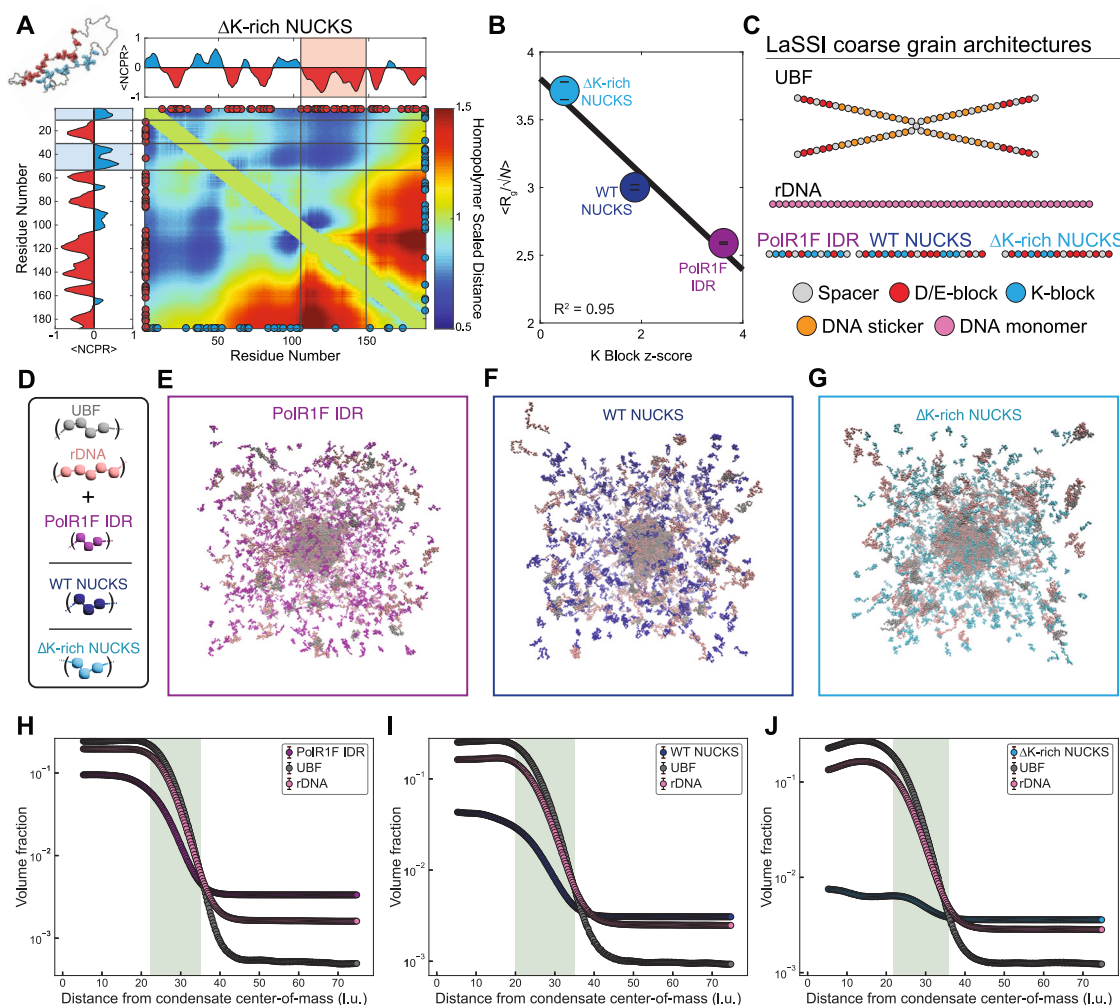 A
ΔK-rich NUCKS
<NCPR>
1
0
-1
20
40
60
80
100
120
140
160
180
Residue Number
-1
0
1
<NCPR>
50
100
150
Residue Number
1.5
1
0.5
Homopolymer Scaled Distance
B
4
3.5
3
2.5
2
<Rg/√N>
ΔK-rich
NUCKS
WT
NUCKS
PolR1F
IDR
R² = 0.95
0
2
4
K Block z-score
C
LaSSI coarse grain architectures
UBF
rDNA
PolR1F IDR WT NUCKS ΔK-rich NUCKS
Spacer D/E-block K-block
DNA sticker DNA monomer
D
UBF
rDNA
+
PolR1F IDR
WT NUCKS
ΔK-rich NUCKS
E
PolR1F IDR
F
WT NUCKS
G
ΔK-rich NUCKS
H
Volume fraction
10⁻¹
10⁻²
10⁻³
PolR1F IDR
UBF
rDNA
0 10 20 30 40 50 60 70
Distance from condensate center-of-mass (l.u.)
I
Volume fraction
10⁻¹
10⁻²
10⁻³
WT NUCKS
UBF
rDNA
0 10 20 30 40 50 60 70
Distance from condensate center-of-mass (l.u.)
J
Volume fraction
10⁻¹
10⁻²
10⁻³
ΔK-rich NUCKS
UBF
rDNA
0 10 20 30 40 50 60 70
Distance from condensate center-of-mass (l.u.)